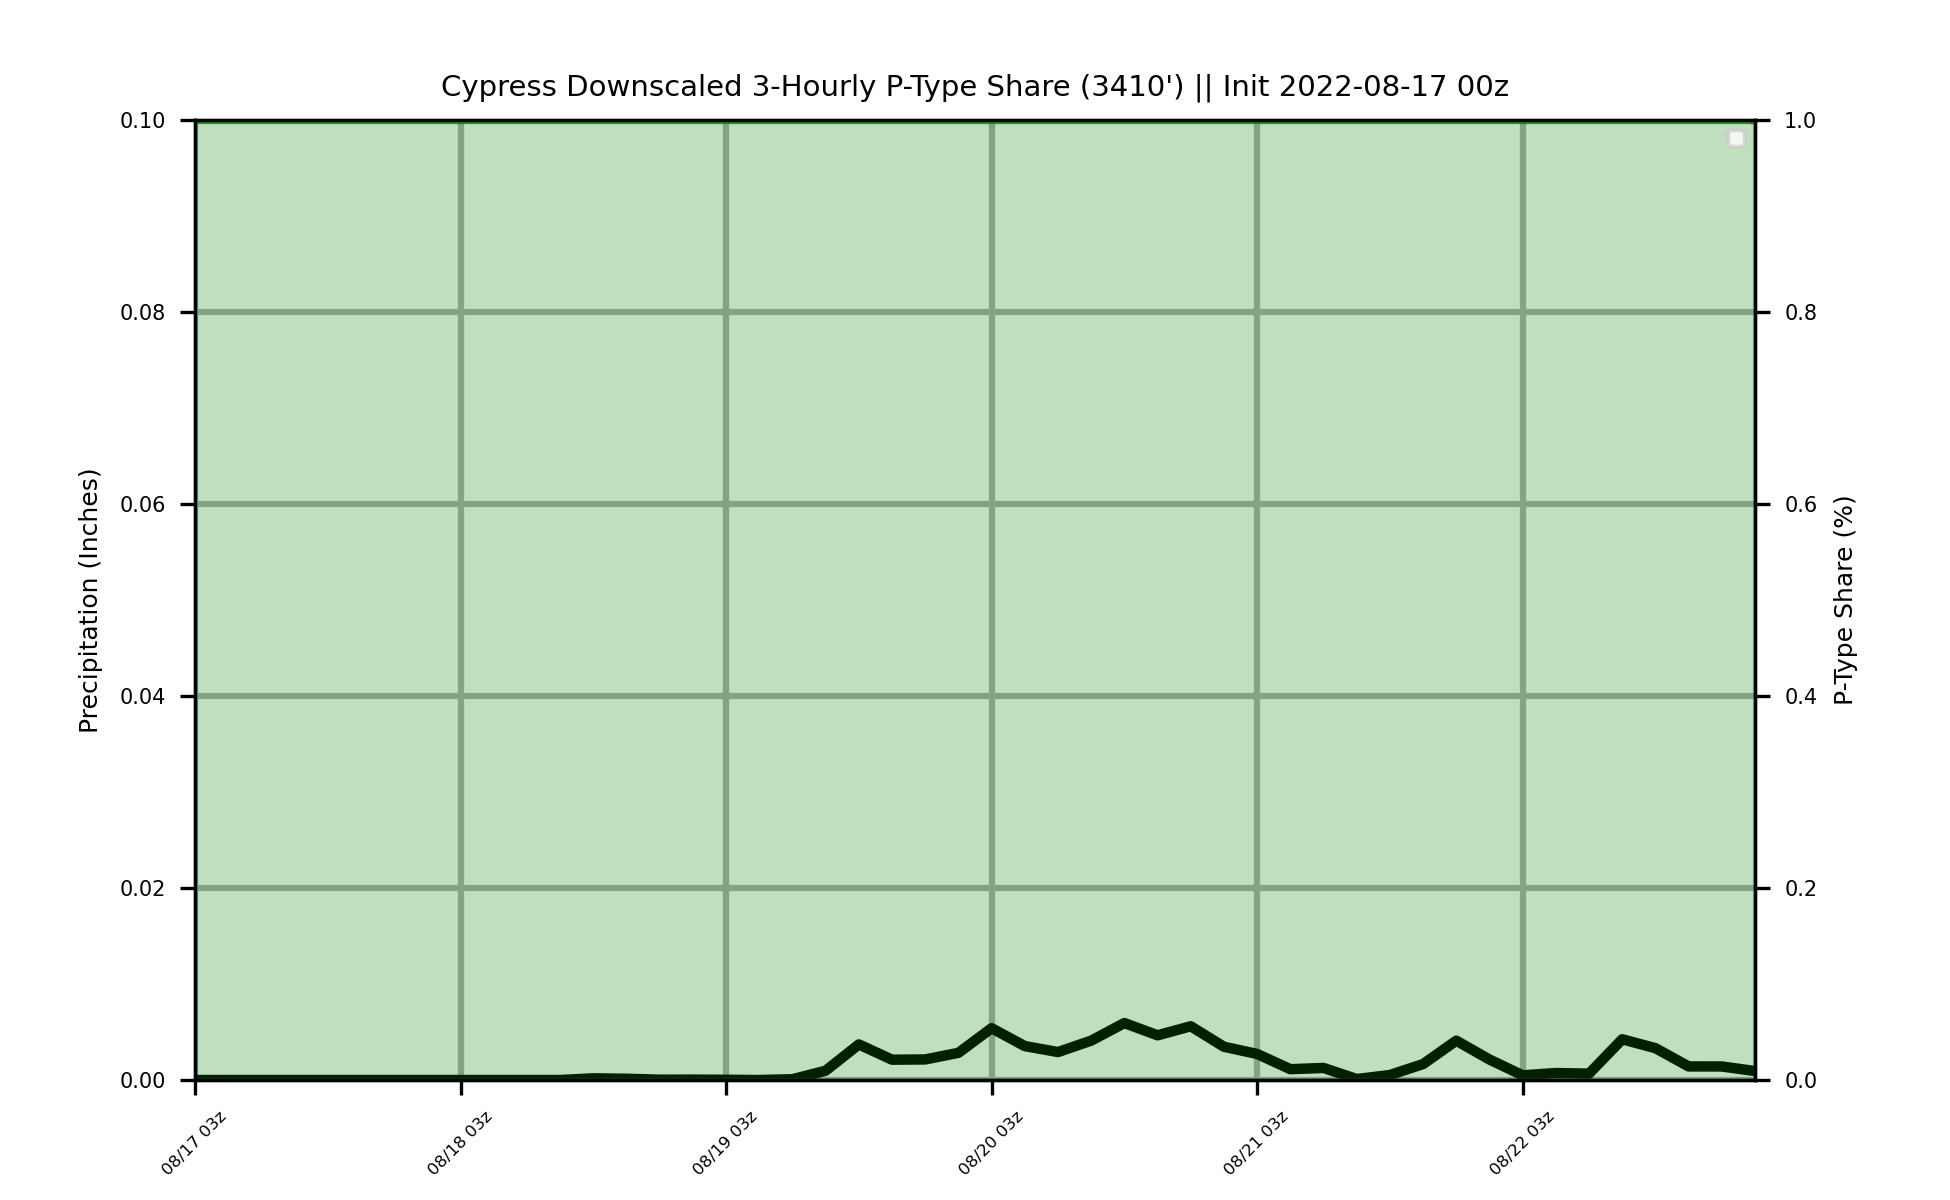 Cypress Downscaled 3-Hourly P-Type Share (3410') || Init 2022-08-17 00z
Precipitation (Inches)
0.10
0.08
0.06
0.04
0.02
0.00
1.0
0.8
0.6
0.4
0.2
0.0
P-Type Share (%)
08/17 03z
08/18 03z
08/19 03z
08/20 03z
08/21 03z
08/22 03z